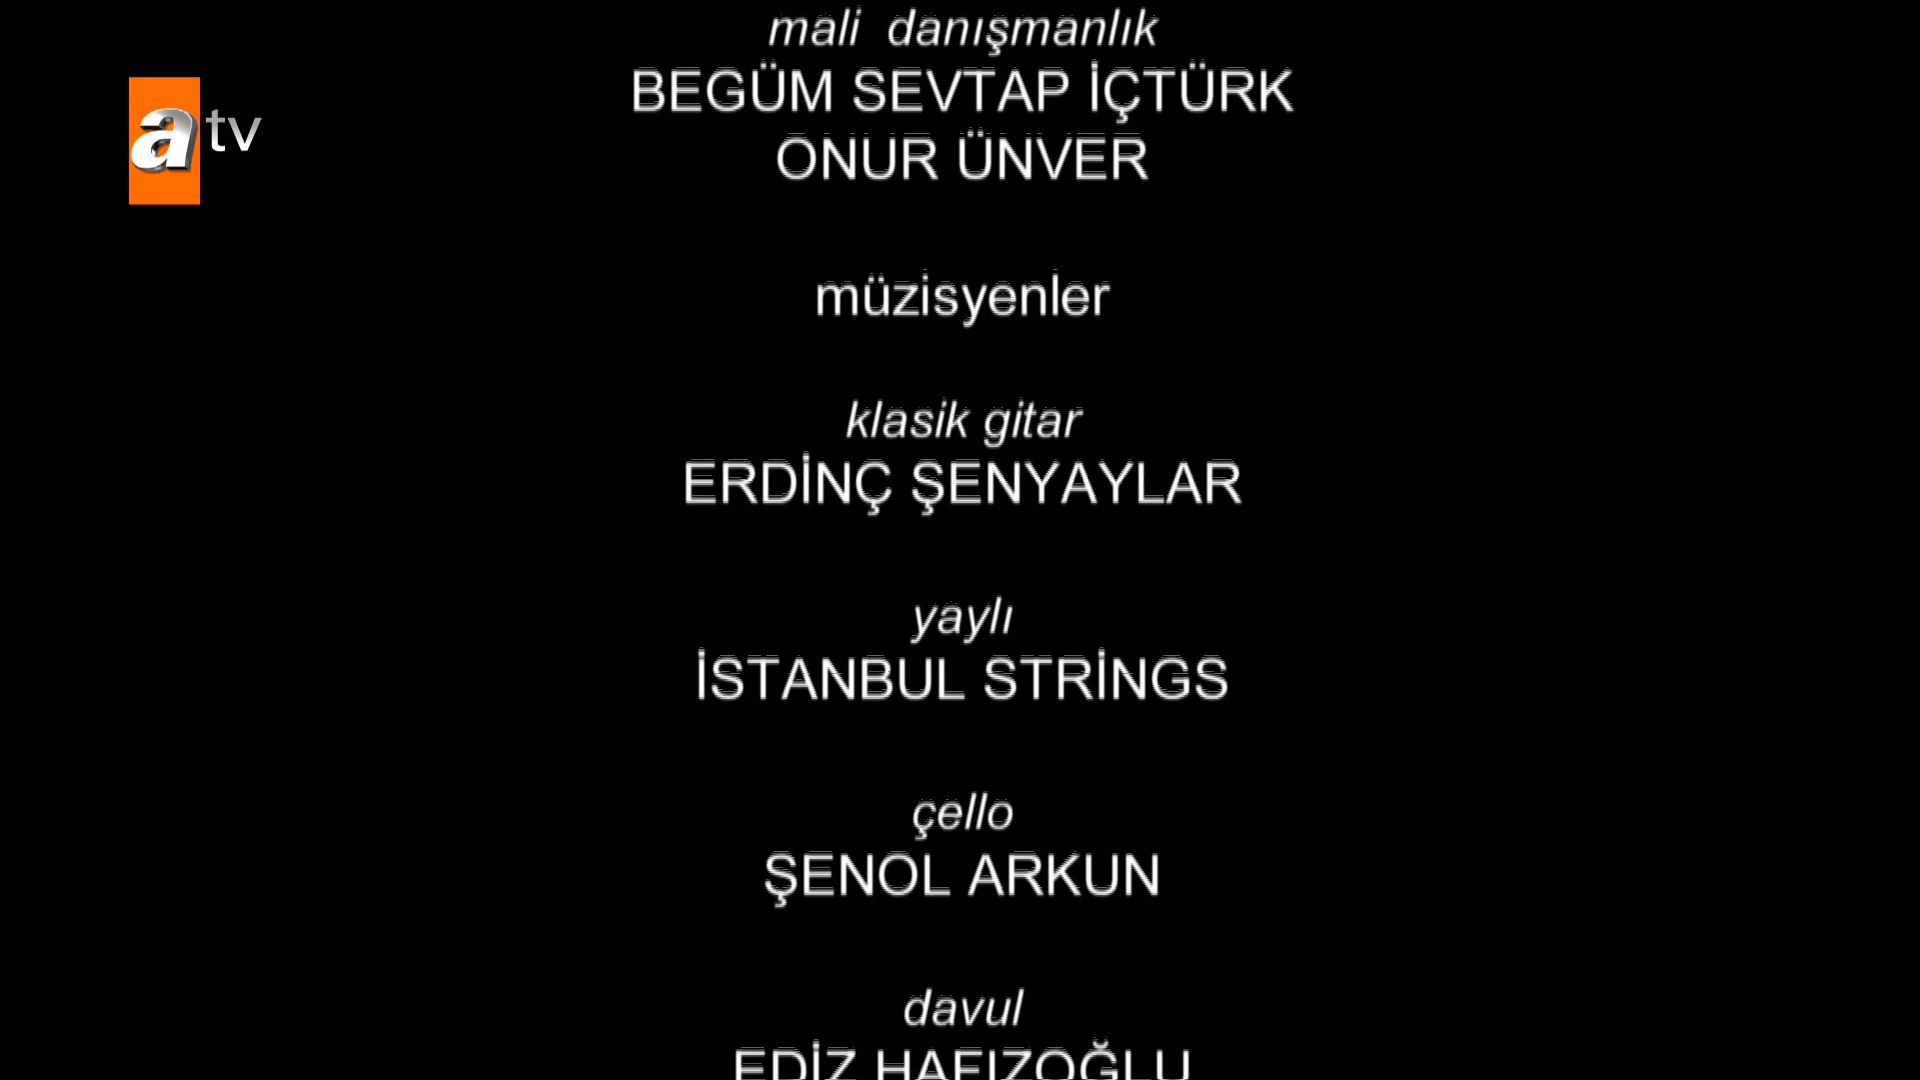 mali danışmanlık
BEGÜM SEVTAP İÇTÜRK
ONUR ÜNVER
atv
müzisyenler
klasik gitar
ERDİNÇ ŞENYAYLAR
yaylı
İSTANBUL STRİNGS
çello
ŞENOL ARKUN
davul
EDİZ HAFIZOĞLU